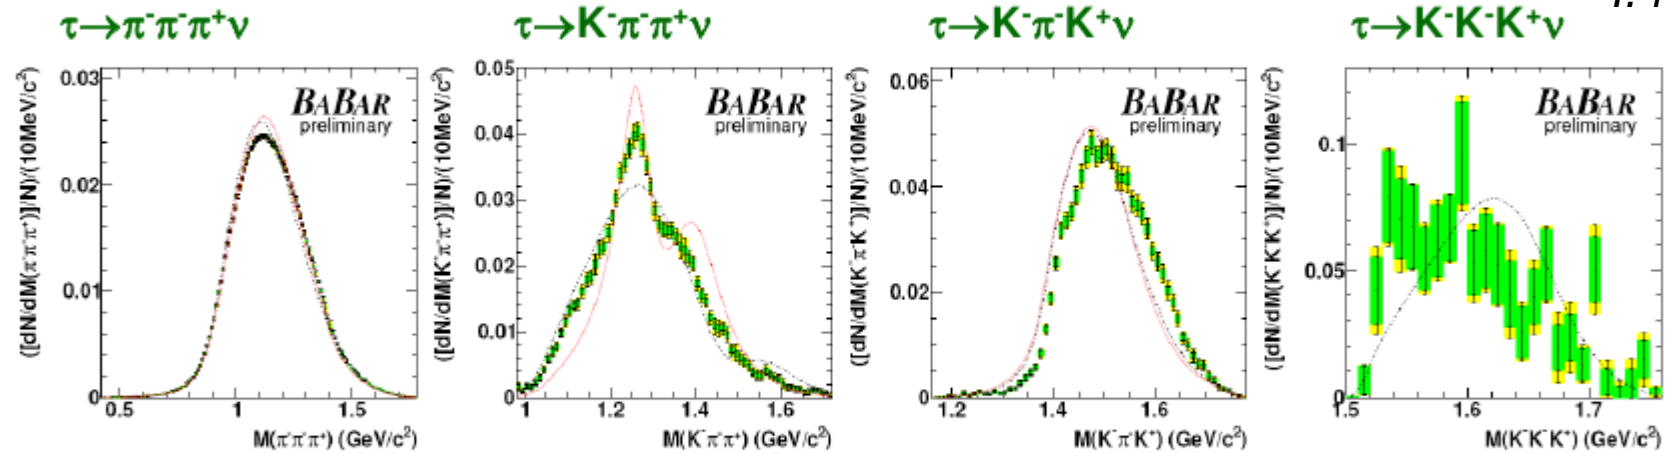 τ→π⁻π⁻π⁺ν
([dN/dM(π⁻π⁻π⁺)]/N)/(10MeV/c²)
0.03
0.02
0.01
0
BABAR
preliminary
0.5 1 1.5
M(π⁻π⁻π⁺) (GeV/c²)
τ→K⁻π⁻π⁺ν
([dN/dM(K⁻π⁻π⁺)]/N)/(10MeV/c²)
0.05
0.04
0.03
0.02
0.01
0
BABAR
preliminary
1 1.2 1.4 1.6
M(K⁻π⁻π⁺) (GeV/c²)
τ→K⁻π⁻K⁺ν
([dN/dM(K⁻π⁻K⁺)]/N)/(10MeV/c²)
0.06
0.04
0.02
0
BABAR
preliminary
1.2 1.4 1.6
M(K⁻π⁻K⁺) (GeV/c²)
τ→K⁻K⁻K⁺ν
([dN/dM(K⁻K⁻K⁺)]/N)/(10MeV/c²)
0.1
0.05
0
BABAR
preliminary
1.5 1.6 1.7
M(K⁻K⁻K⁺) (GeV/c²)